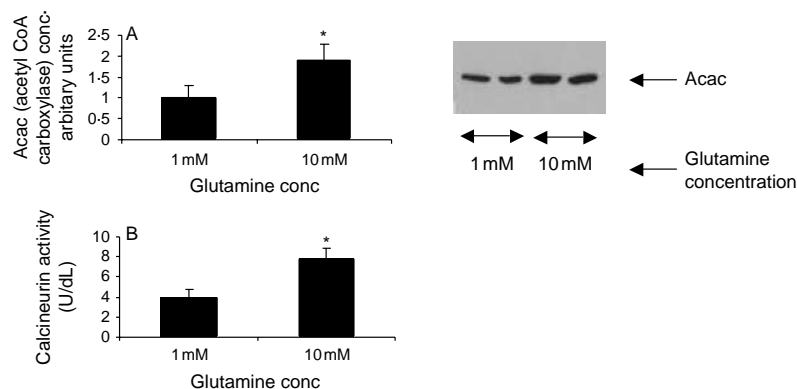 A
Acac (acetyl CoA
carboxylase) conc-
arbitary units
2·5
2
1·5
1
0·5
0
*
1 mM
10 mM
Glutamine conc
Acac
1 mM
10 mM
Glutamine
concentration
B
Calcineurin activity
(U/dL)
10
8
6
4
2
0
*
1 mM
10 mM
Glutamine conc